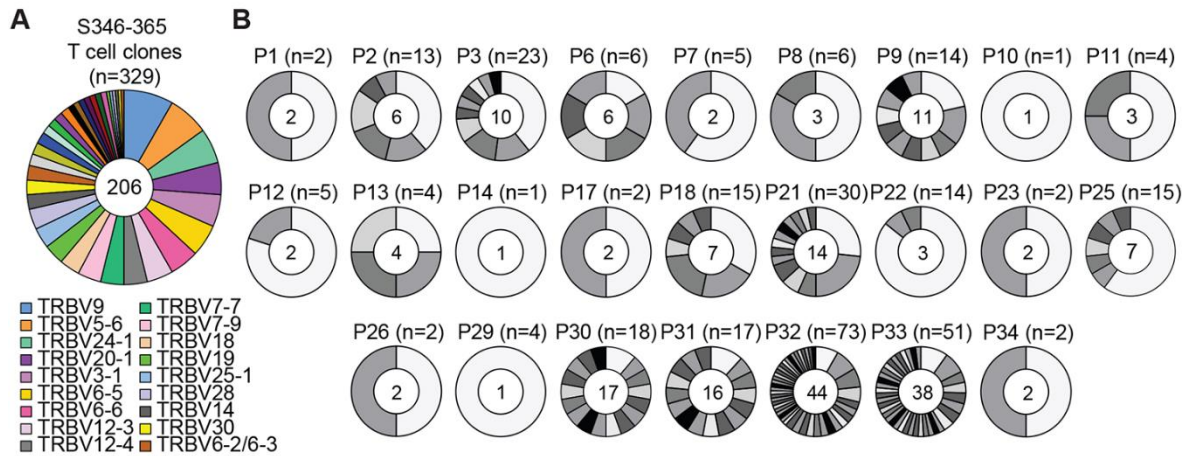 A
S346-365
T cell clones
(n=329)
206
TRBV9
TRBV5-6
TRBV24-1
TRBV20-1
TRBV3-1
TRBV6-5
TRBV6-6
TRBV12-3
TRBV12-4
TRBV7-7
TRBV7-9
TRBV18
TRBV19
TRBV25-1
TRBV28
TRBV14
TRBV30
TRBV6-2/6-3
B
P1 (n=2) P2 (n=13) P3 (n=23) P6 (n=6) P7 (n=5) P8 (n=6) P9 (n=14) P10 (n=1) P11 (n=4)
2 6 10 6 2 3 11 1 3
P12 (n=5) P13 (n=4) P14 (n=1) P17 (n=2) P18 (n=15) P21 (n=30) P22 (n=14) P23 (n=2) P25 (n=15)
2 4 1 2 7 14 3 2 7
P26 (n=2) P29 (n=4) P30 (n=18) P31 (n=17) P32 (n=73) P33 (n=51) P34 (n=2)
2 1 17 16 44 38 2